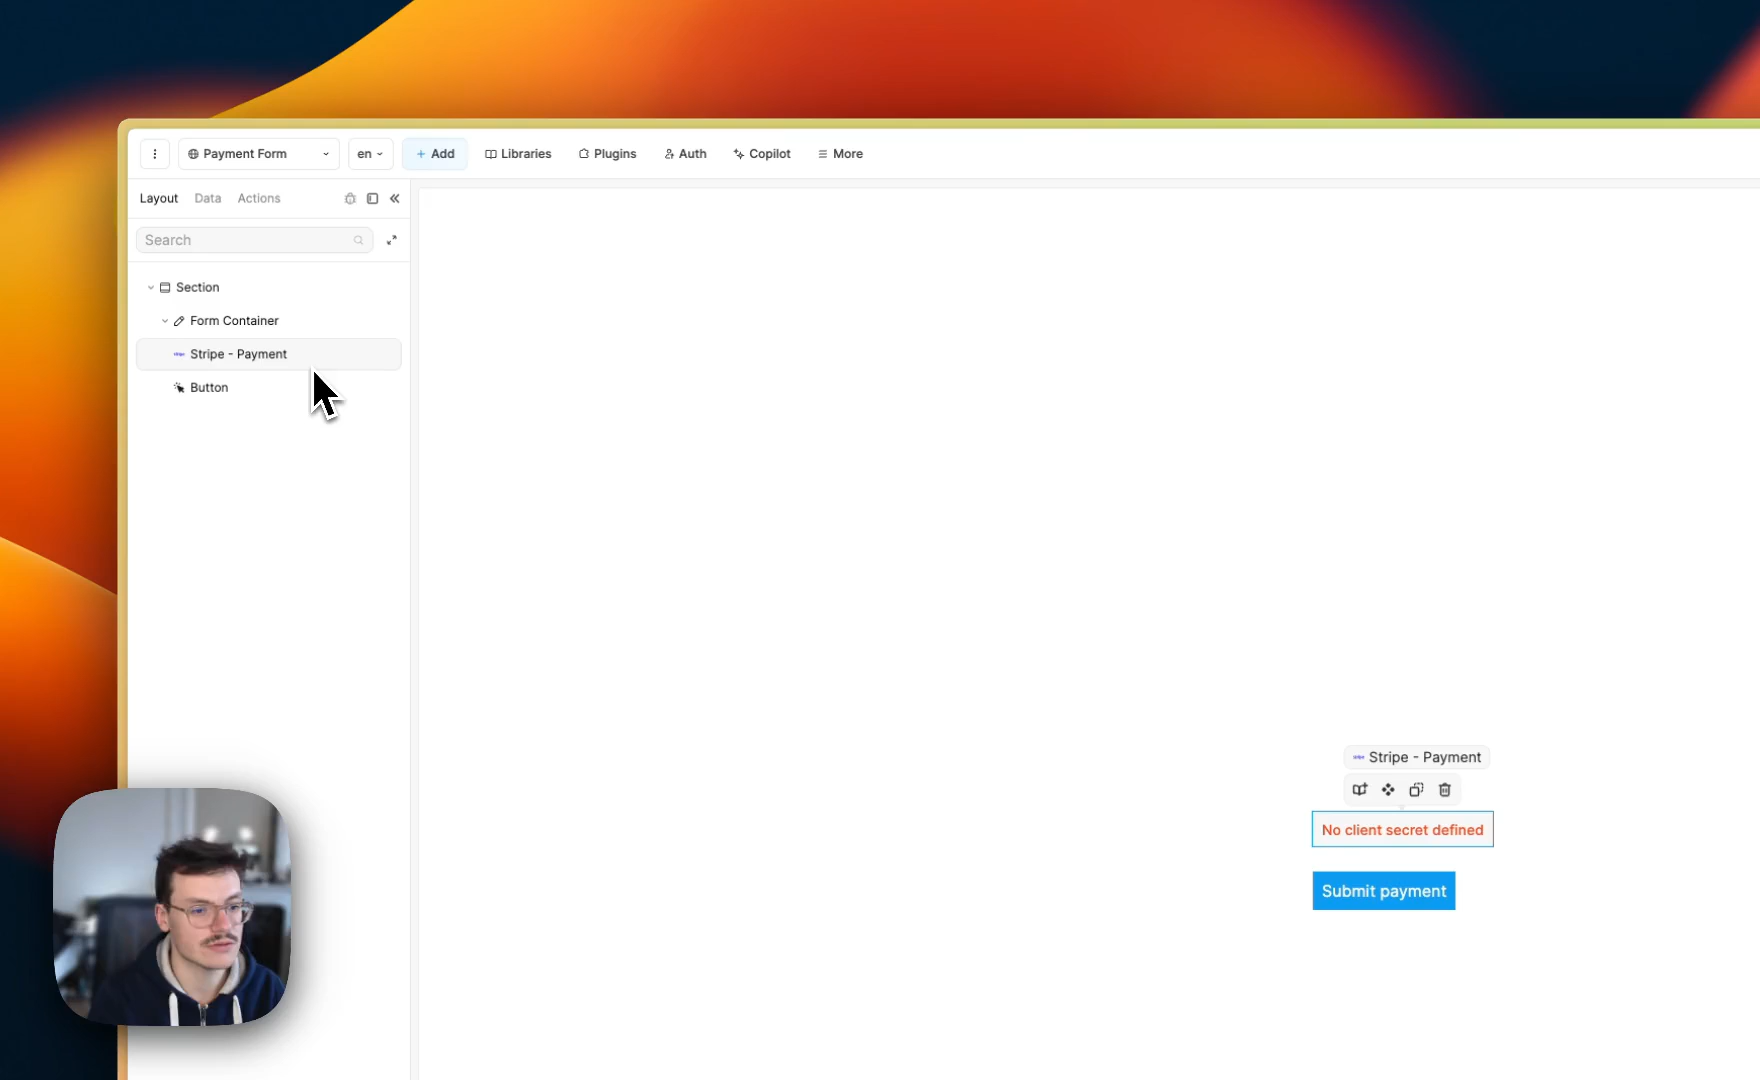 Payment Form
en
+ Add
Libraries
Plugins
Auth
Copilot
More
Layout
Data
Actions
Search
Section
Form Container
Stripe - Payment
Button
Stripe - Payment
No client secret defined
Submit payment